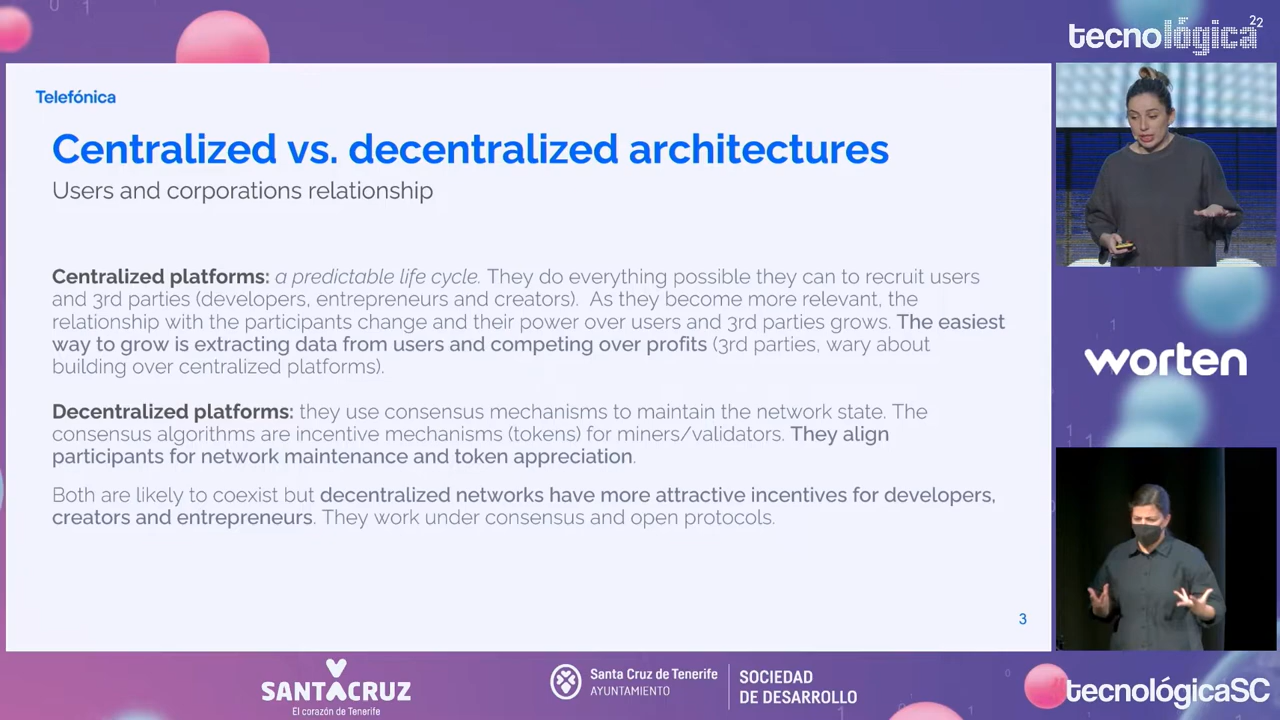 tecnológica22
Telefónica
Centralized vs. decentralized architectures
Users and corporations relationship
Centralized platforms: a predictable life cycle. They do everything possible they can to recruit users
and 3rd parties (developers, entrepreneurs and creators).  As they become more relevant, the
relationship with the participants change and their power over users and 3rd parties grows. The easiest
way to grow is extracting data from users and competing over profits (3rd parties, wary about
building over centralized platforms).
Decentralized platforms: they use consensus mechanisms to maintain the network state. The
consensus algorithms are incentive mechanisms (tokens) for miners/validators. They align
participants for network maintenance and token appreciation.
Both are likely to coexist but decentralized networks have more attractive incentives for developers,
creators and entrepreneurs. They work under consensus and open protocols.
3
worten
SANTACRUZ
El corazón de Tenerife
Santa Cruz de Tenerife
AYUNTAMIENTO
SOCIEDAD
DE DESARROLLO
tecnológicaSC